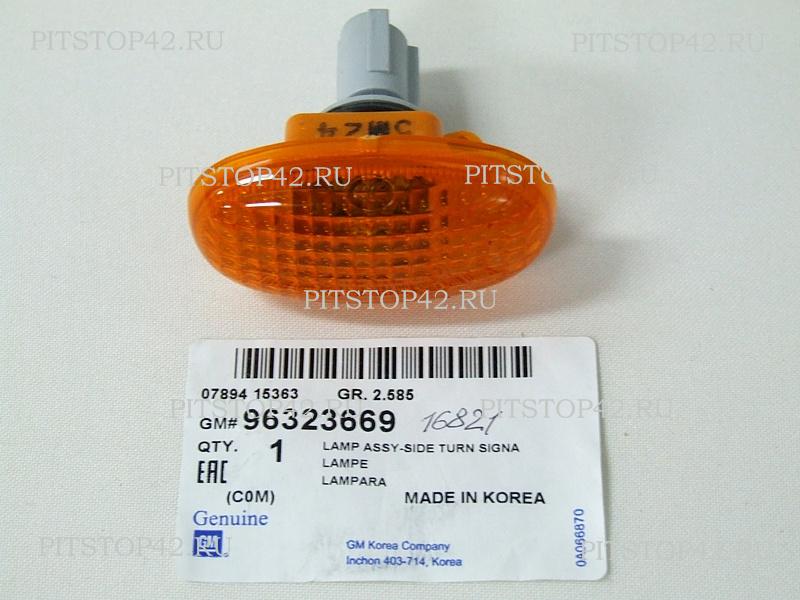 PITSTOP42.RU PITSTOP42.RU
PITSTOP42.RU PITSTOP42.RU
PITSTOP42.RU
07894 15363 GR. 2.585
PITSTOP42.RU PITSTOP42.RU
GM# 96323669 16821
QTY. 1 LAMP ASSY-SIDE TURN SIGNA
LAMPE
EAC LAMPARA
(C0M) MADE IN KOREA
Genuine
PITSTOP42.RU PITSTOP42.RU
GM GM Korea Company
Inchon 403-714, Korea
0A066870